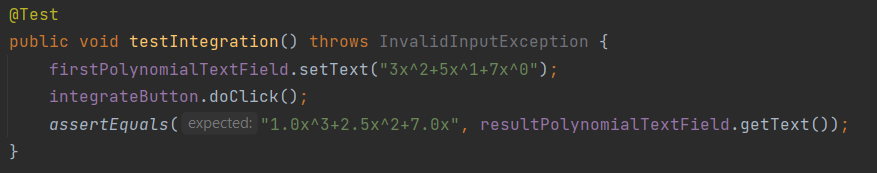 @Test
public void testIntegration() throws InvalidInputException {
firstPolynomialTextField.setText("3x^2+5x^1+7x^0");
integrateButton.doClick();
assertEquals( expected: "1.0x^3+2.5x^2+7.0x", resultPolynomialTextField.getText());
}